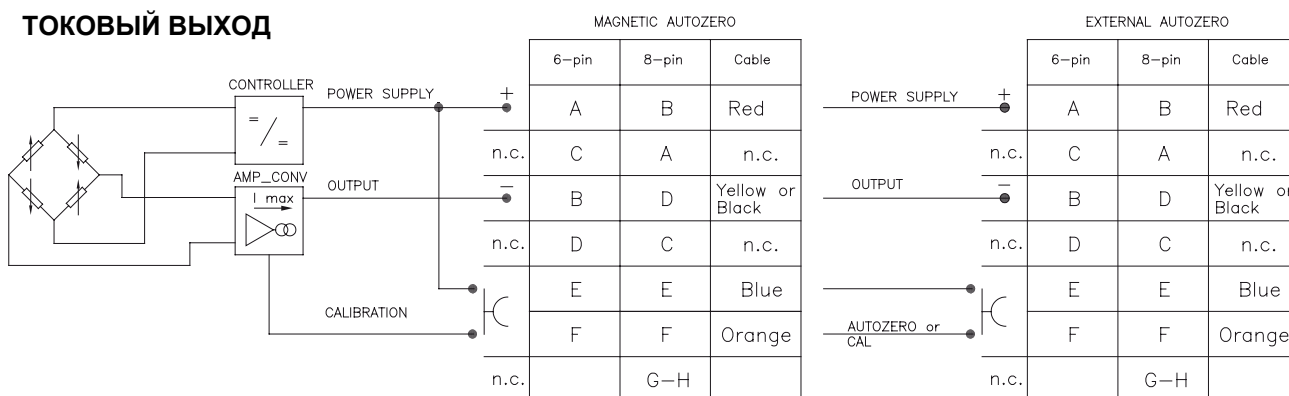 ТОКОВЫЙ ВЫХОД
MAGNETIC AUTOZERO
6-pin 8-pin Cable
CONTROLLER
= / =
POWER SUPPLY + A B Red
n.c. C A n.c.
AMP_CONV
I max
OUTPUT − B D Yellow or
Black
n.c. D C n.c.
E E Blue
CALIBRATION F F Orange
n.c. G-H
EXTERNAL AUTOZERO
6-pin 8-pin Cable
POWER SUPPLY + A B Red
n.c. C A n.c.
OUTPUT − B D Yellow or
Black
n.c. D C n.c.
E E Blue
AUTOZERO or
CAL F F Orange
n.c. G-H